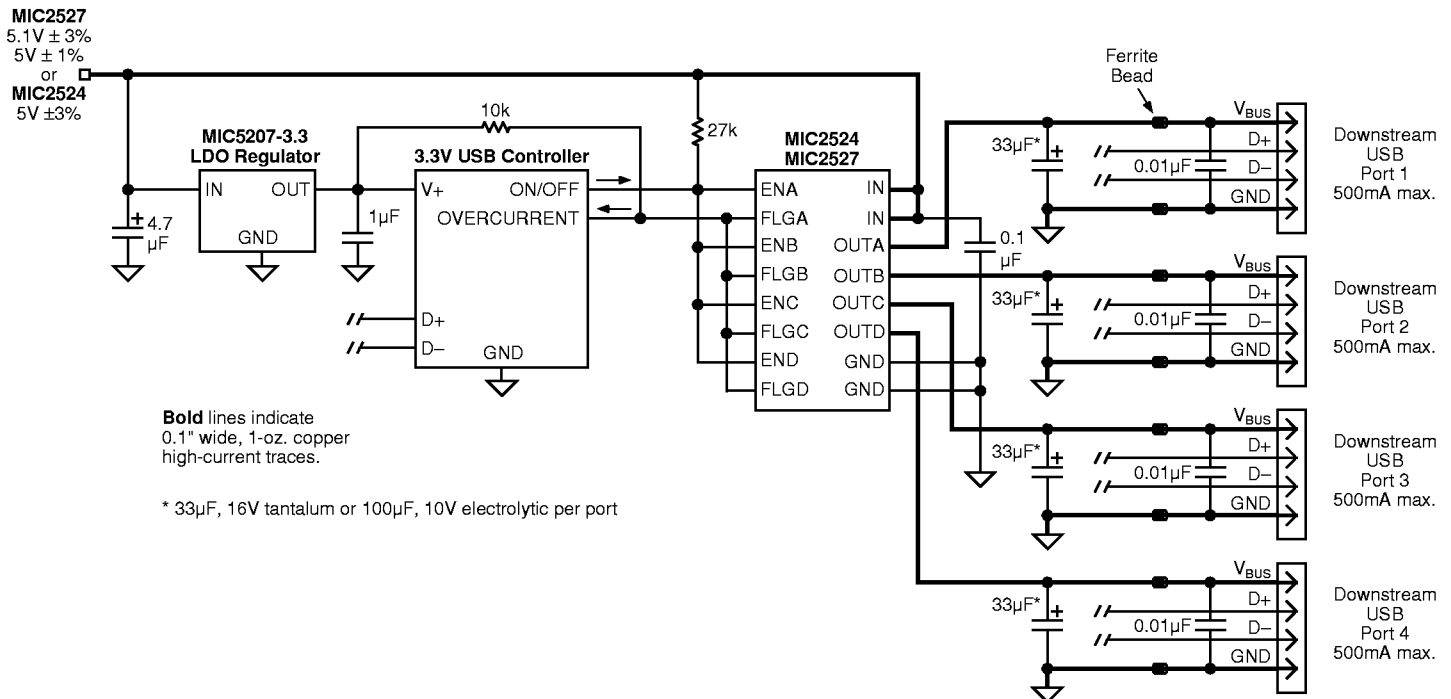 MIC2527
5.1V ± 3%
5V ± 1%
or
MIC2524
5V ±3%
MIC5207-3.3
LDO Regulator
IN
OUT
GND
4.7
µF
1µF
10k
3.3V USB Controller
V+
ON/OFF
OVERCURRENT
D+
D–
GND
27k
MIC2524
MIC2527
ENA
IN
FLGA
IN
ENB
OUTA
FLGB
OUTB
ENC
OUTC
FLGC
OUTD
END
GND
FLGD
GND
0.1
µF
Ferrite
Bead
33µF*
0.01µF
VBUS
D+
D–
GND
Downstream
USB
Port 1
500mA max.
33µF*
0.01µF
VBUS
D+
D–
GND
Downstream
USB
Port 2
500mA max.
33µF*
0.01µF
VBUS
D+
D–
GND
Downstream
USB
Port 3
500mA max.
33µF*
0.01µF
VBUS
D+
D–
GND
Downstream
USB
Port 4
500mA max.
Bold lines indicate
0.1" wide, 1-oz. copper
high-current traces.
* 33µF, 16V tantalum or 100µF, 10V electrolytic per port